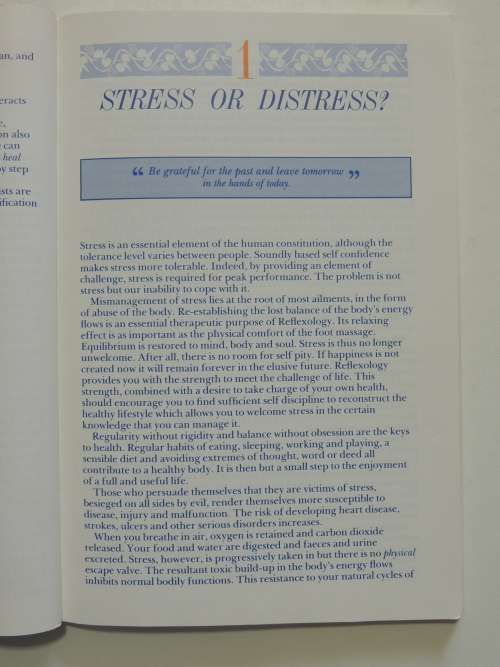 an, and
eracts
e,
on also
can
heal
by step
sts are
ification
1
STRESS OR DISTRESS?
“ Be grateful for the past and leave tomorrow ”
in the hands of today.
Stress is an essential element of the human constitution, although the
tolerance level varies between people. Soundly based self confidence
makes stress more tolerable. Indeed, by providing an element of
challenge, stress is required for peak performance. The problem is not
stress but our inability to cope with it.
Mismanagement of stress lies at the root of most ailments, in the form
of abuse of the body. Re-establishing the lost balance of the body's energy
flows is an essential therapeutic purpose of Reflexology. Its relaxing
effect is as important as the physical comfort of the foot massage.
Equilibrium is restored to mind, body and soul. Stress is thus no longer
unwelcome. After all, there is no room for self pity. If happiness is not
created now it will remain forever in the elusive future. Reflexology
provides you with the strength to meet the challenge of life. This
strength, combined with a desire to take charge of your own health,
should encourage you to find sufficient self discipline to reconstruct the
healthy lifestyle which allows you to welcome stress in the certain
knowledge that you can manage it.
Regularity without rigidity and balance without obsession are the keys
to health. Regular habits of eating, sleeping, working and playing, a
sensible diet and avoiding extremes of thought, word or deed all
contribute to a healthy body. It is then but a small step to the enjoyment
of a full and useful life.
Those who persuade themselves that they are victims of stress,
besieged on all sides by evil, render themselves more susceptible to
disease, injury and malfunction. The risk of developing heart disease,
strokes, ulcers and other serious disorders increases.
When you breathe in air, oxygen is retained and carbon dioxide
released. Your food and water are digested and faeces and urine
excreted. Stress, however, is progressively taken in but there is no physical
escape valve. The resultant toxic build-up in the body's energy flows
inhibits normal bodily functions. This resistance to your natural cycles of